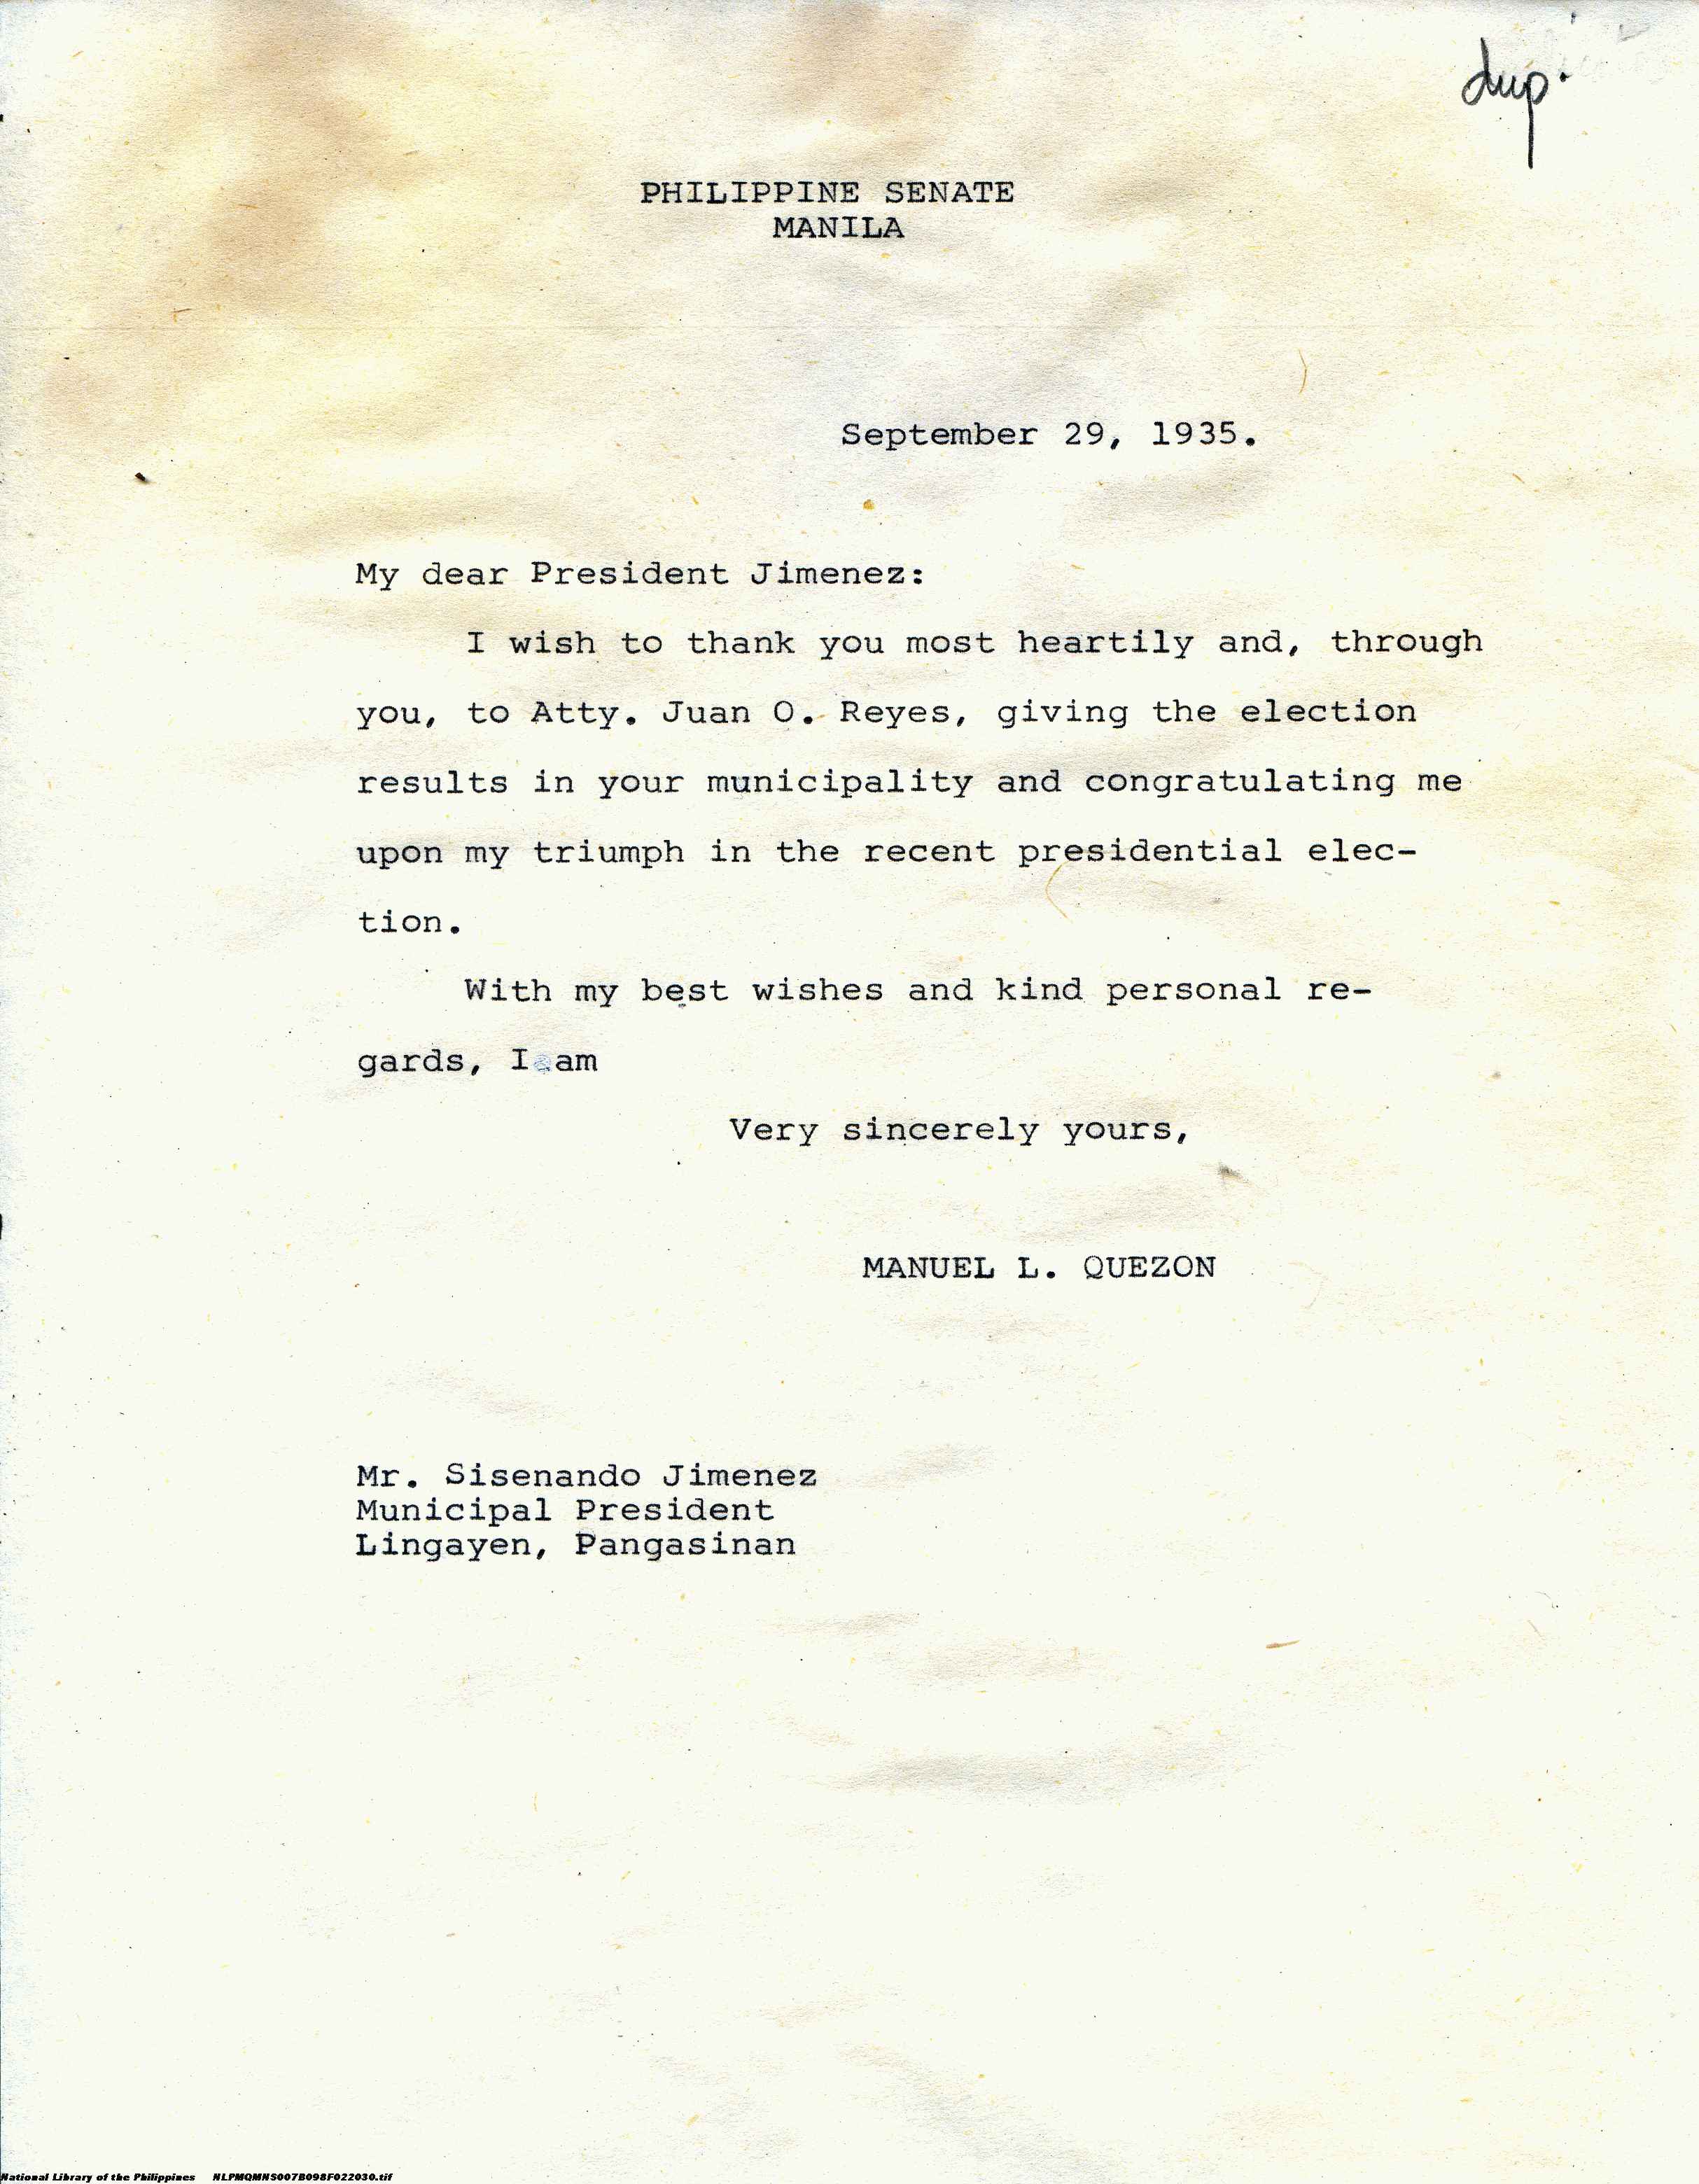 dup.
PHILIPPINE SENATE
MANILA
September 29, 1935.
My dear President Jimenez:
I wish to thank you most heartily and, through
you, to Atty. Juan O. Reyes, giving the election
results in your municipality and congratulating me
upon my triumph in the recent presidential elec-
tion.
With my best wishes and kind personal re-
gards, I am
Very sincerely yours,
MANUEL L. QUEZON
Mr. Sisenando Jimenez
Municipal President
Lingayen, Pangasinan
National Library of the Philippines NLPMQMNS007B098F022030.tif